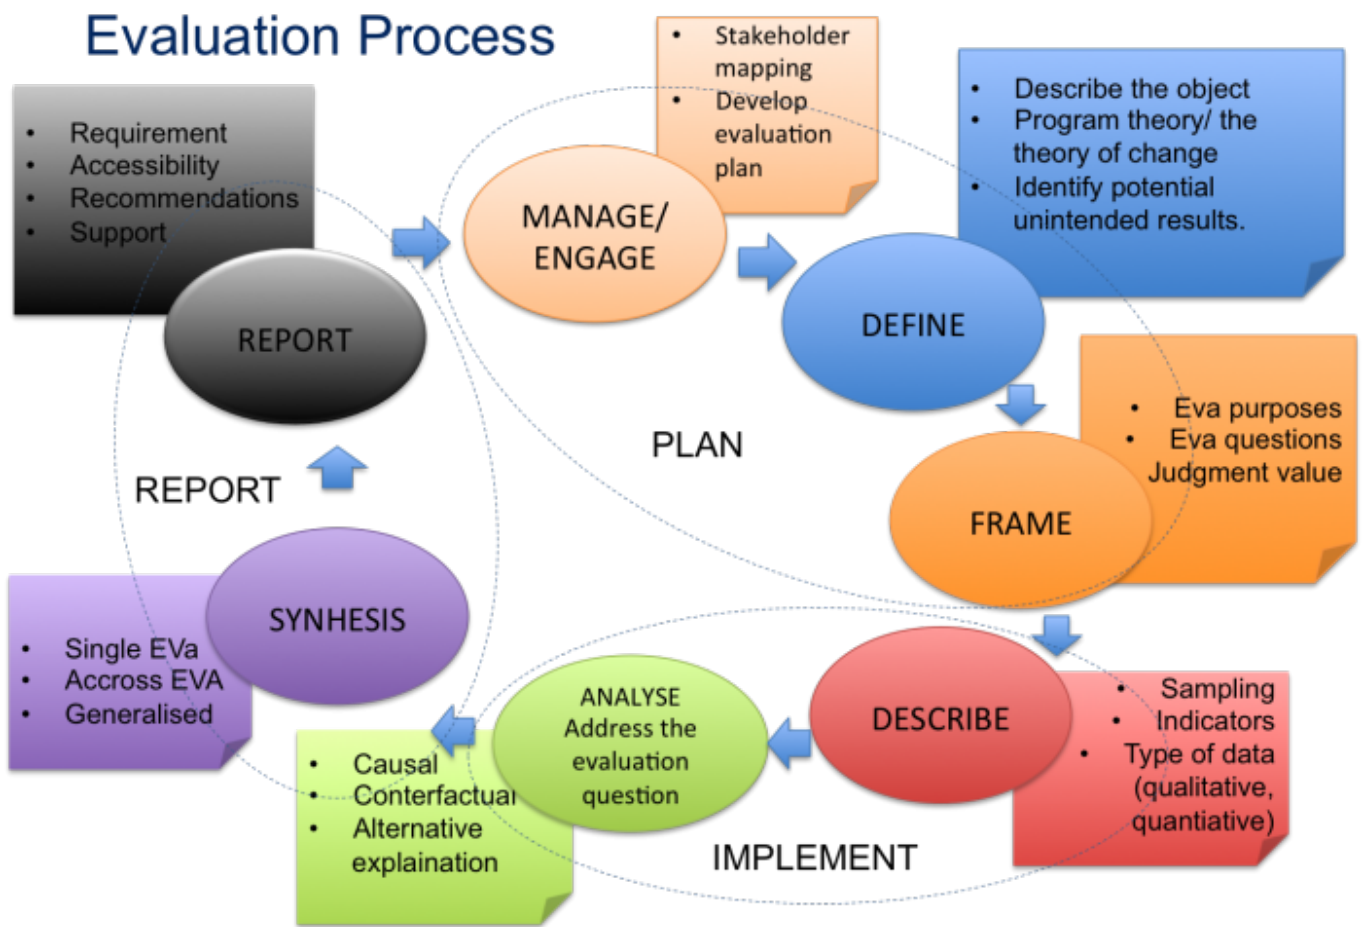 Evaluation Process
• Stakeholder
mapping
• Develop
evaluation
plan
MANAGE/
ENGAGE
• Describe the object
• Program theory/ the
theory of change
• Identify potential
unintended results.
DEFINE
• Eva purposes
• Eva questions
Judgment value
FRAME
PLAN
• Sampling
• Indicators
• Type of data
(qualitative,
quantiative)
DESCRIBE
ANALYSE
Address the
evaluation
question
• Causal
• Conterfactual
• Alternative
explaination
IMPLEMENT
SYNHESIS
• Single EVa
• Accross EVA
• Generalised
REPORT
• Requirement
• Accessibility
• Recommendations
• Support
REPORT